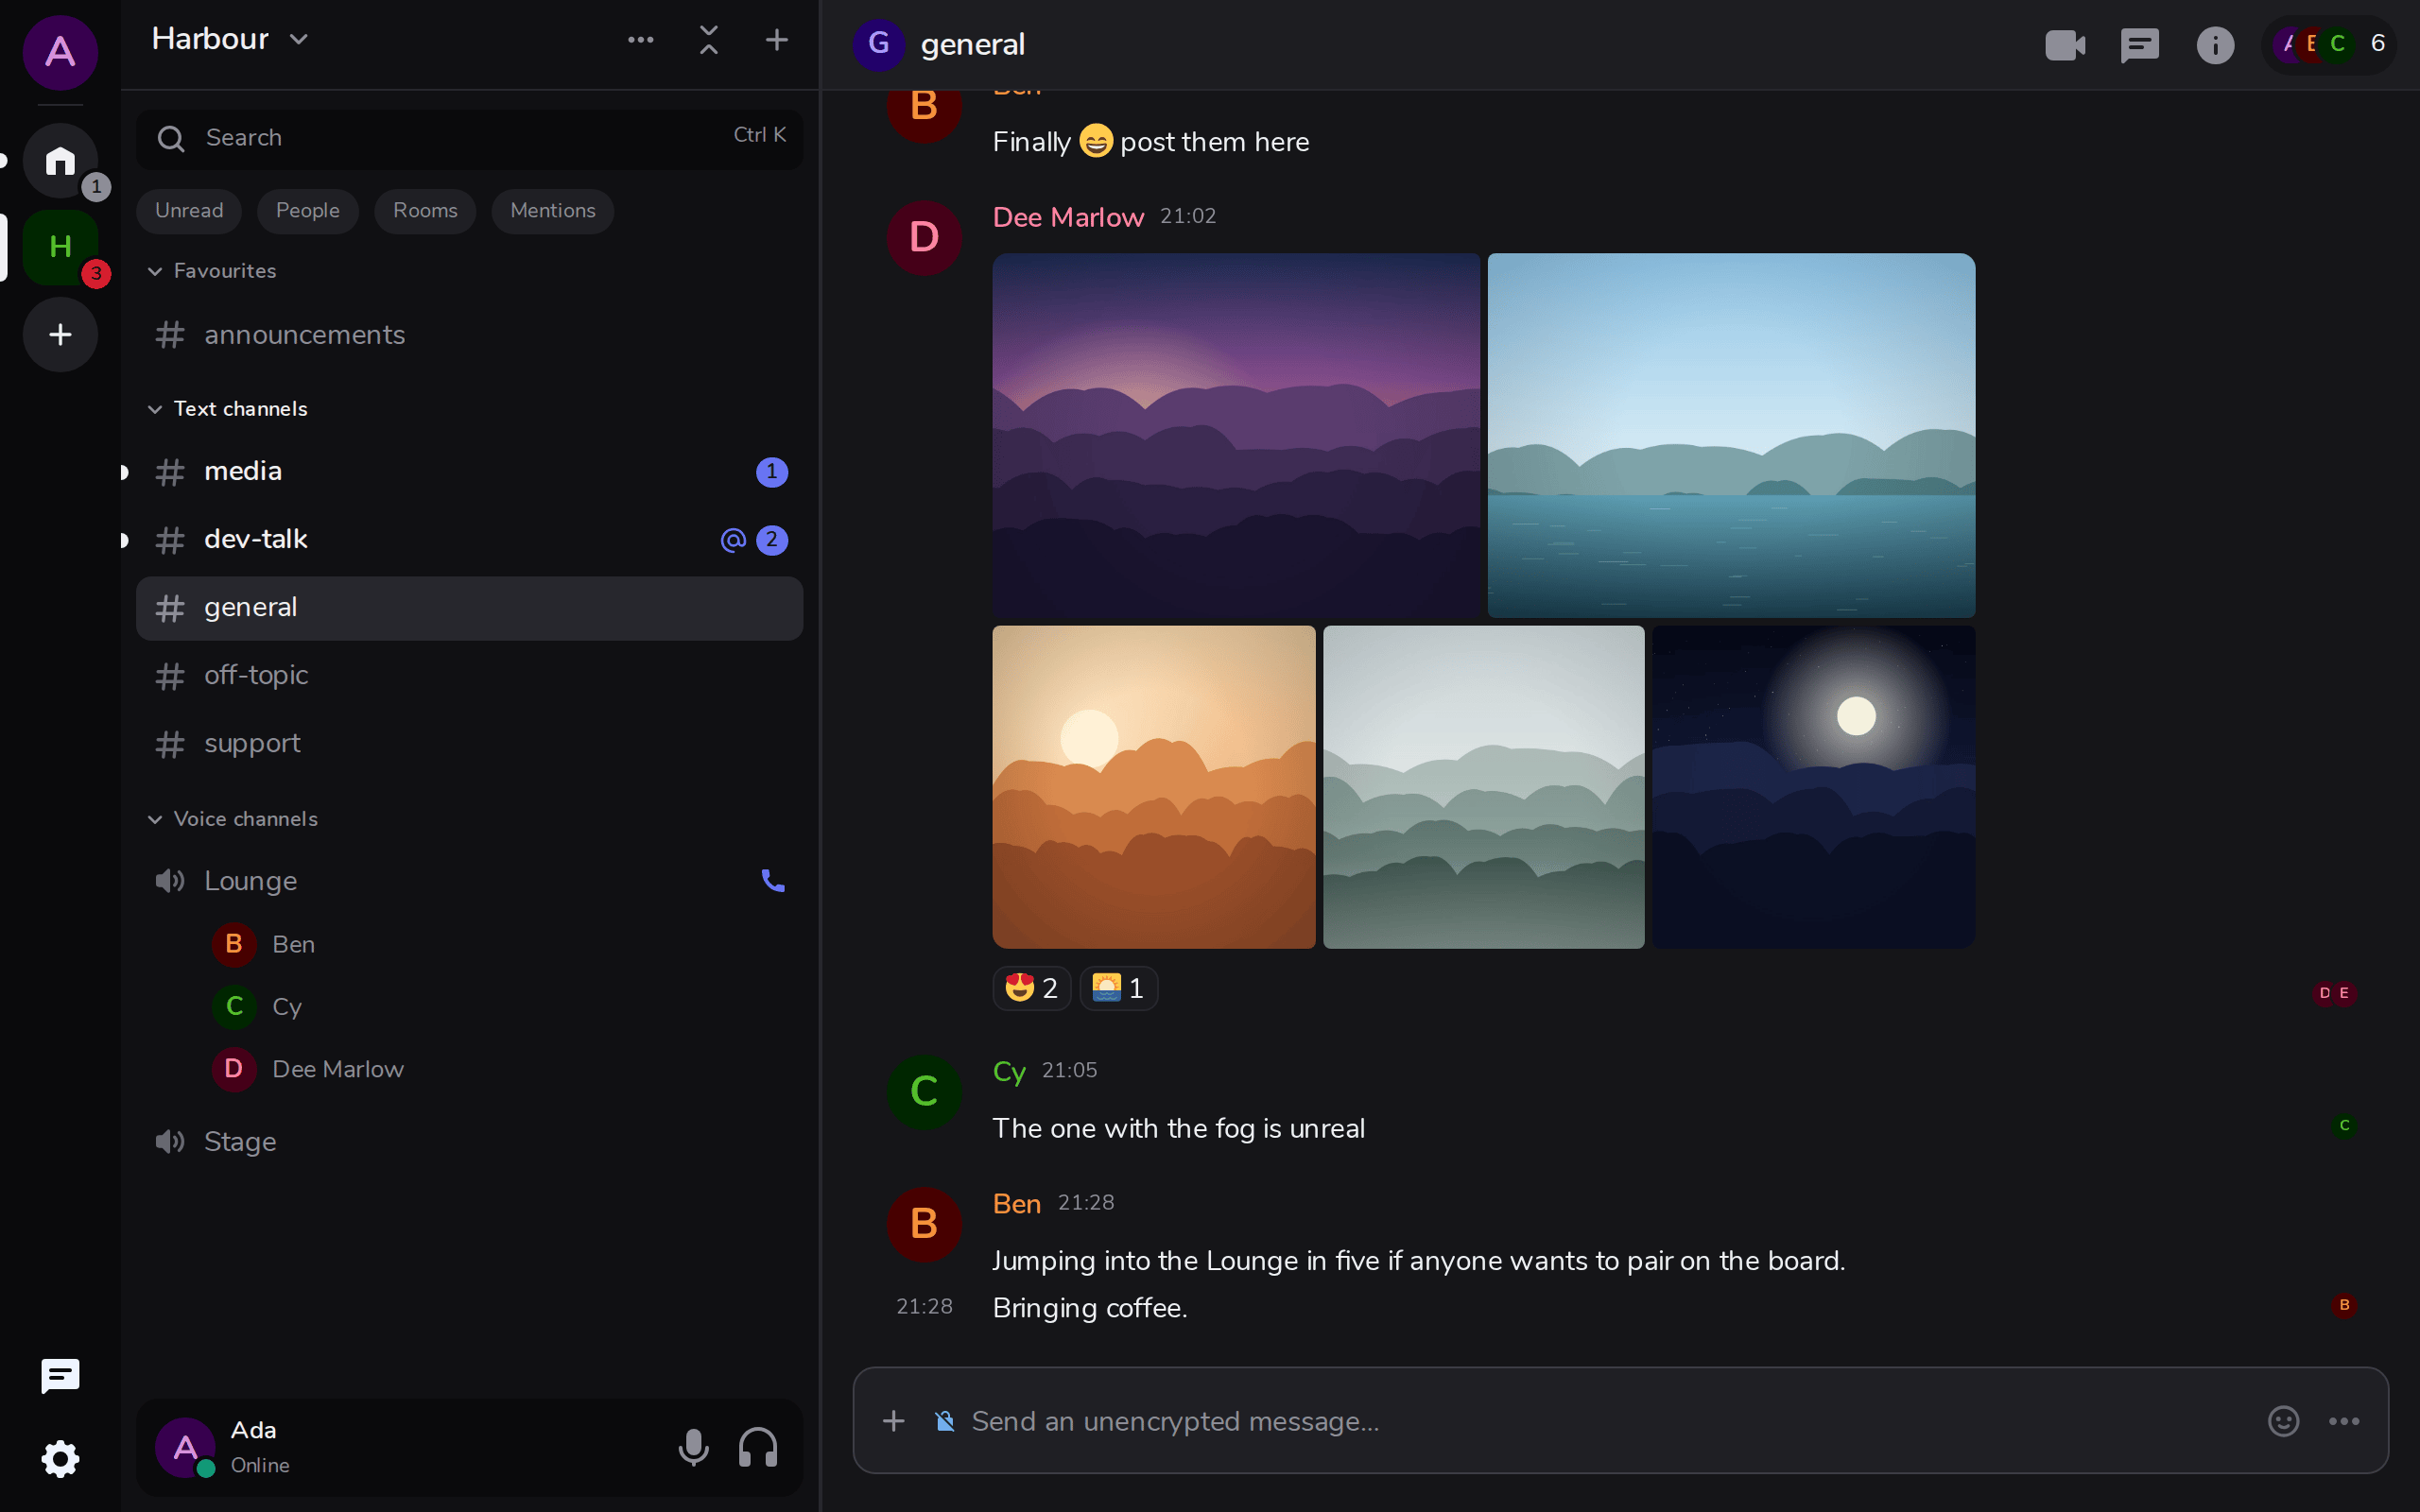 A
1
H
3
Harbour
Search
Ctrl K
Unread
People
Rooms
Mentions
Favourites
announcements
Text channels
media
1
dev-talk
2
general
off-topic
support
Voice channels
Lounge
B Ben
C Cy
D Dee Marlow
Stage
A
Ada
Online
G general
A
B
C
6
B
Ben
Finally 😄 post them here
D
Dee Marlow 21:02
😍 2
🌅 1
D E
C
Cy 21:05
The one with the fog is unreal
C
B
Ben 21:28
Jumping into the Lounge in five if anyone wants to pair on the board.
21:28 Bringing coffee.
B
Send an unencrypted message...